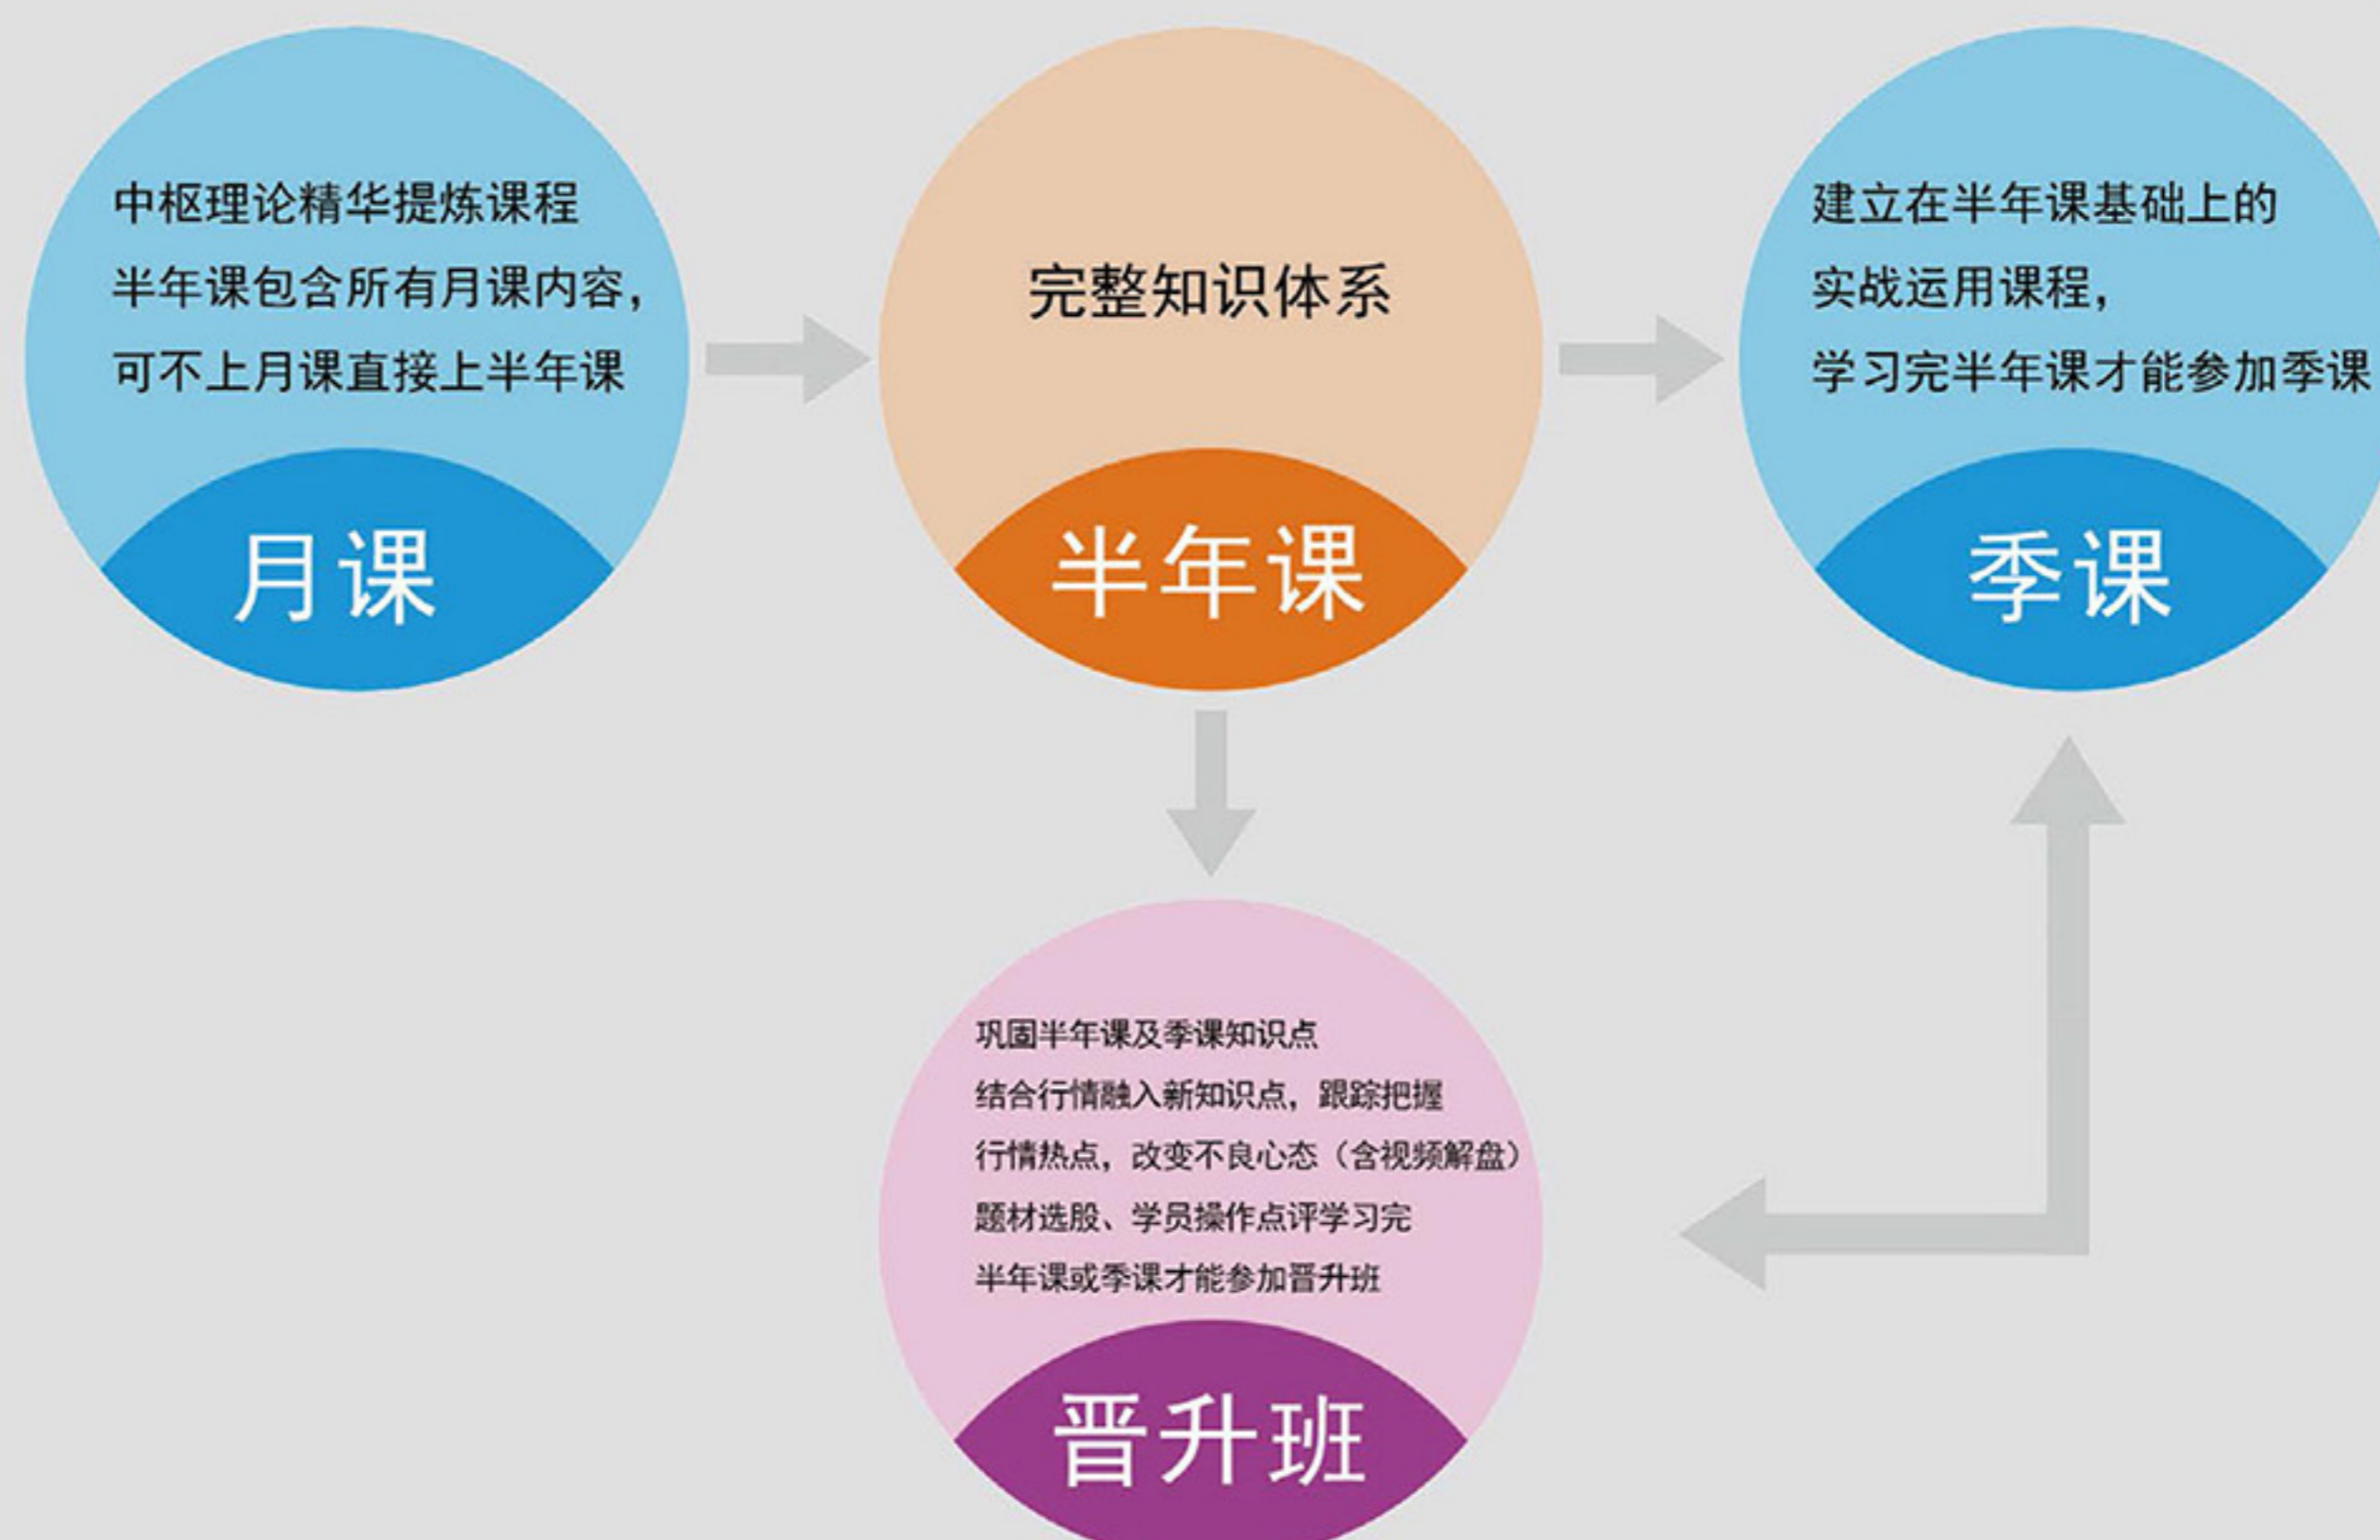 中枢理论精华提炼课程
半年课包含所有月课内容，
可不上月课直接上半年课
月课
完整知识体系
半年课
建立在半年课基础上的
实战运用课程，
学习完半年课才能参加季课
季课
巩固半年课及季课知识点
结合行情融入新知识点，跟踪把握
行情热点，改变不良心态（含视频解盘）
题材选股、学员操作点评学习完
半年课或季课才能参加晋升班
晋升班